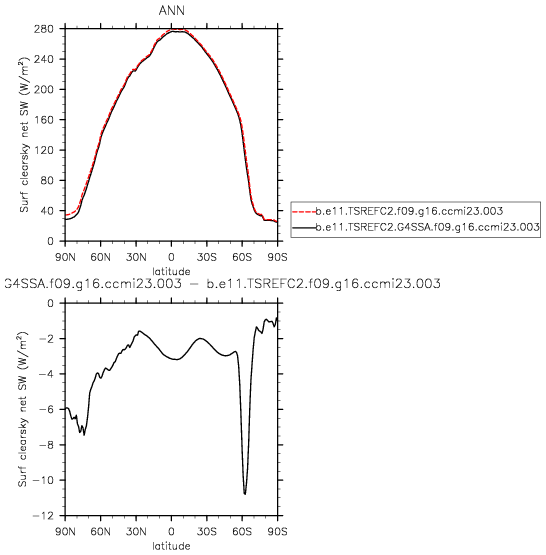 ANN
280
240
200
160
120
80
40
0
Surf clearsky net SW (W/m²)
90N 60N 30N 0 30S 60S 90S
latitude
b.e11.TSREFC2.f09.g16.ccmi23.003
b.e11.TSREFC2.G4SSA.f09.g16.ccmi23.003
G4SSA.f09.g16.ccmi23.003 − b.e11.TSREFC2.f09.g16.ccmi23.003
0
−2
−4
−6
−8
−10
−12
Surf clearsky net SW (W/m²)
90N 60N 30N 0 30S 60S 90S
latitude